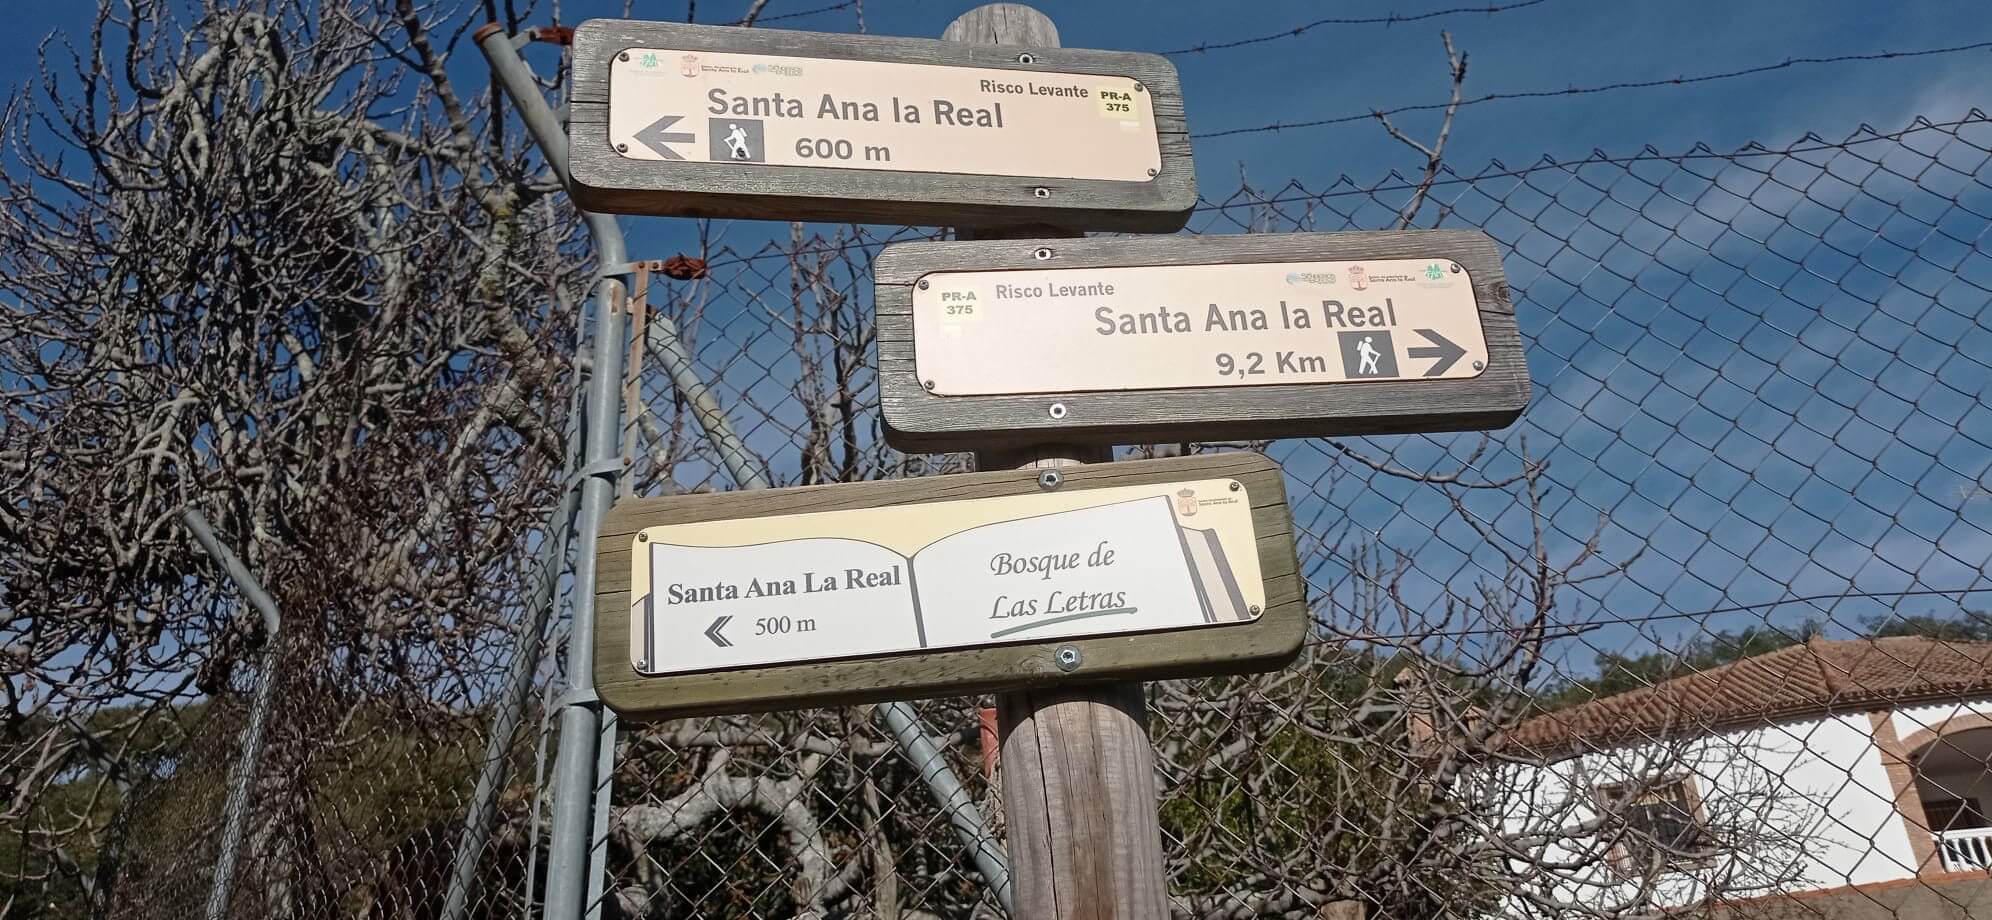 Risco Levante
PR-A
375
Santa Ana la Real
600 m
PR-A
375
Risco Levante
Santa Ana la Real
9,2 Km
Santa Ana La Real
500 m
Bosque de
Las Letras